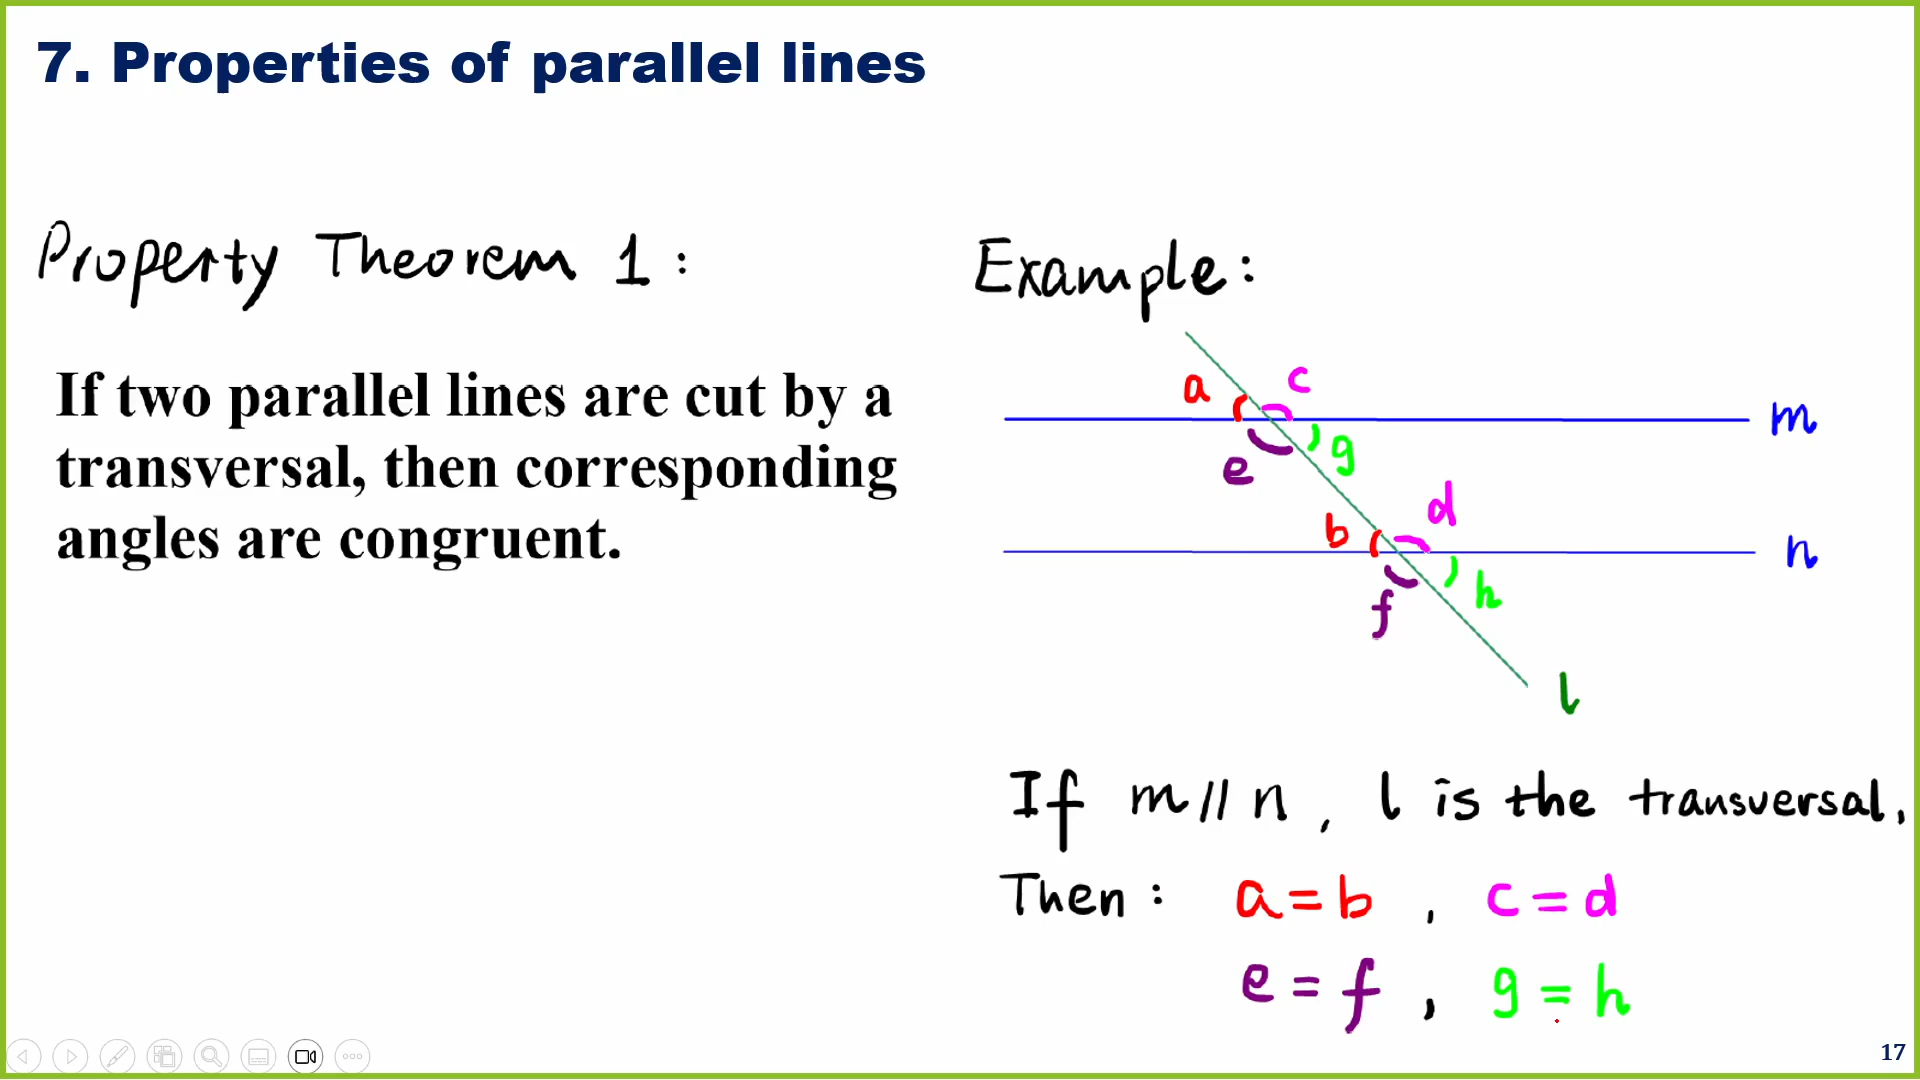 7. Properties of parallel lines
Property Theorem 1:
If two parallel lines are cut by a
transversal, then corresponding
angles are congruent.
Example:
a
c
m
e
g
b
d
n
f
h
l
If m // n, l is the transversal.
Then: a = b, c = d
e = f, g = h
17